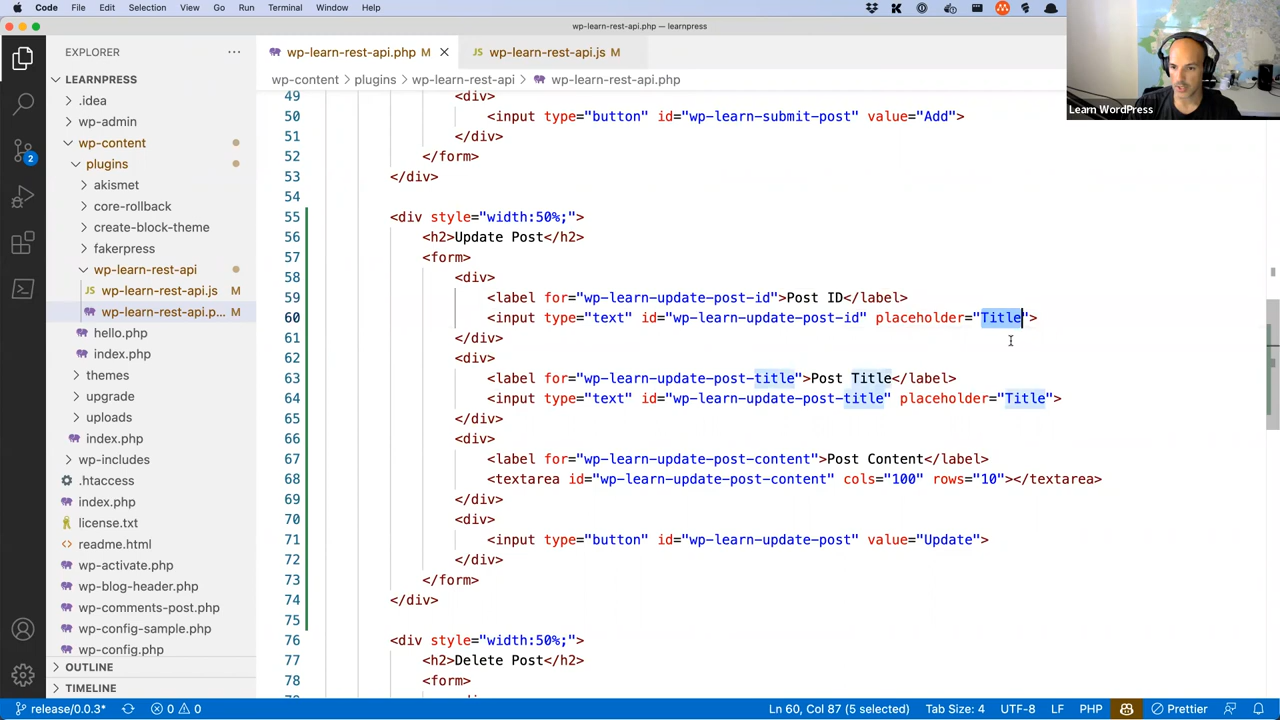 Code File Edit Selection View Go Run Terminal Window Help
wp-learn-rest-api.php — learnpress
EXPLORER
wp-learn-rest-api.php M
JS wp-learn-rest-api.js M
wp-content > plugins > wp-learn-rest-api > wp-learn-rest-api.php
LEARNPRESS
.idea
wp-admin
wp-content
plugins
akismet
core-rollback
create-block-theme
fakerpress
wp-learn-rest-api
JS wp-learn-rest-api.js M
wp-learn-rest-api.p... M
hello.php
index.php
themes
upgrade
uploads
index.php
wp-includes
.htaccess
index.php
license.txt
readme.html
wp-activate.php
wp-blog-header.php
wp-comments-post.php
wp-config-sample.php
wp-config.php
OUTLINE
TIMELINE
2
49 <div>
50 <input type="button" id="wp-learn-submit-post" value="Add">
51 </div>
52 </form>
53 </div>
54
55 <div style="width:50%;">
56 <h2>Update Post</h2>
57 <form>
58 <div>
59 <label for="wp-learn-update-post-id">Post ID</label>
60 <input type="text" id="wp-learn-update-post-id" placeholder="Title">
61 </div>
62 <div>
63 <label for="wp-learn-update-post-title">Post Title</label>
64 <input type="text" id="wp-learn-update-post-title" placeholder="Title">
65 </div>
66 <div>
67 <label for="wp-learn-update-post-content">Post Content</label>
68 <textarea id="wp-learn-update-post-content" cols="100" rows="10"></textarea>
69 </div>
70 <div>
71 <input type="button" id="wp-learn-update-post" value="Update">
72 </div>
73 </form>
74 </div>
75
76 <div style="width:50%;">
77 <h2>Delete Post</h2>
78 <form>
Learn WordPress
release/0.0.3* 0 0 Ln 60, Col 87 (5 selected) Tab Size: 4 UTF-8 LF PHP Prettier